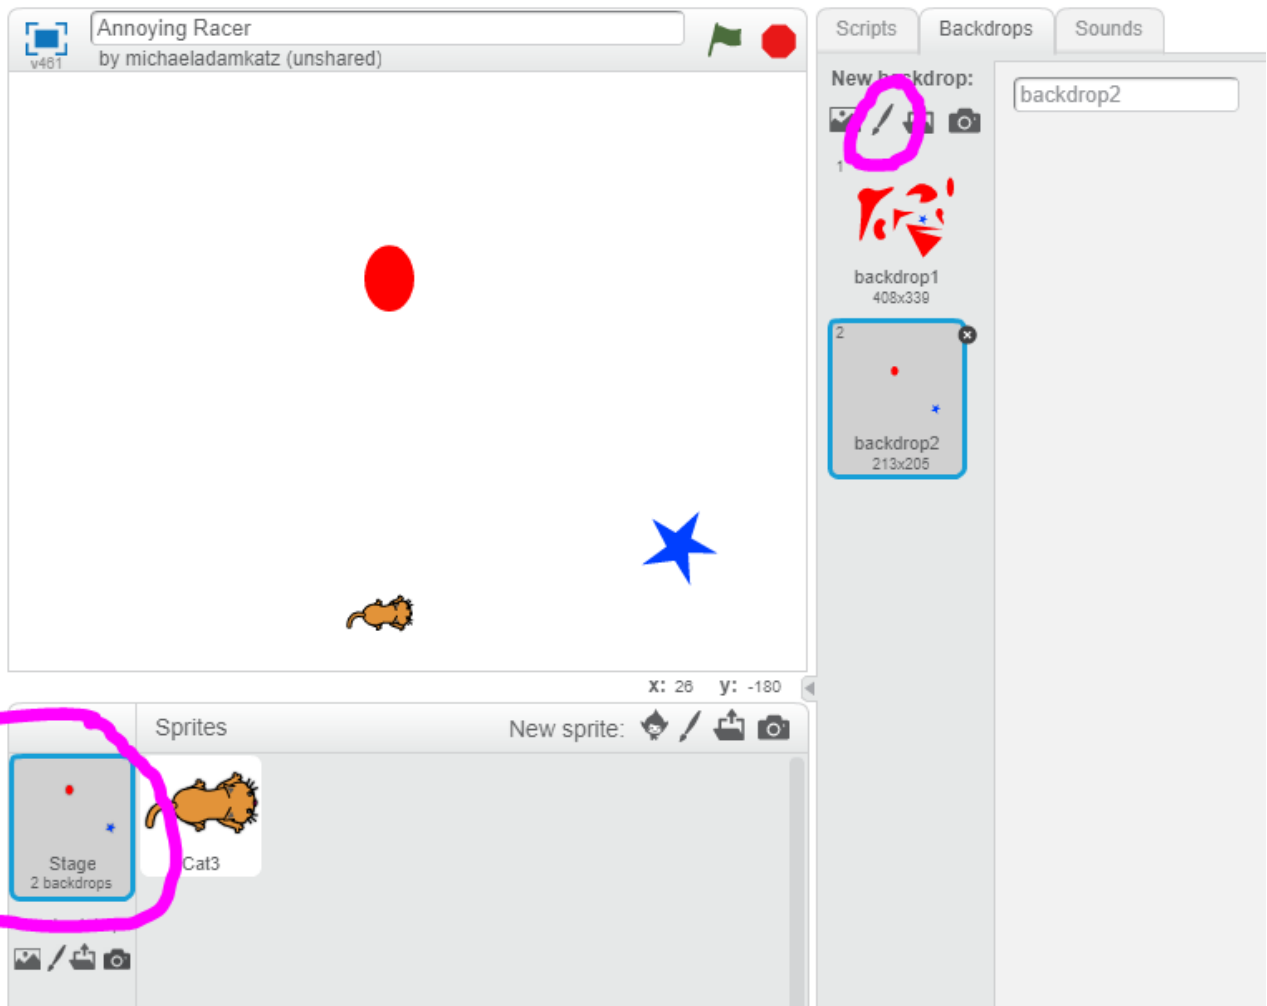 Annoying Racer
v461
by michaeladamkatz (unshared)
Scripts
Backdrops
Sounds
New backdrop:
backdrop2
1
backdrop1
408x339
2
backdrop2
213x205
x: 26 y: -180
Sprites
New sprite:
Stage
2 backdrops
Cat3